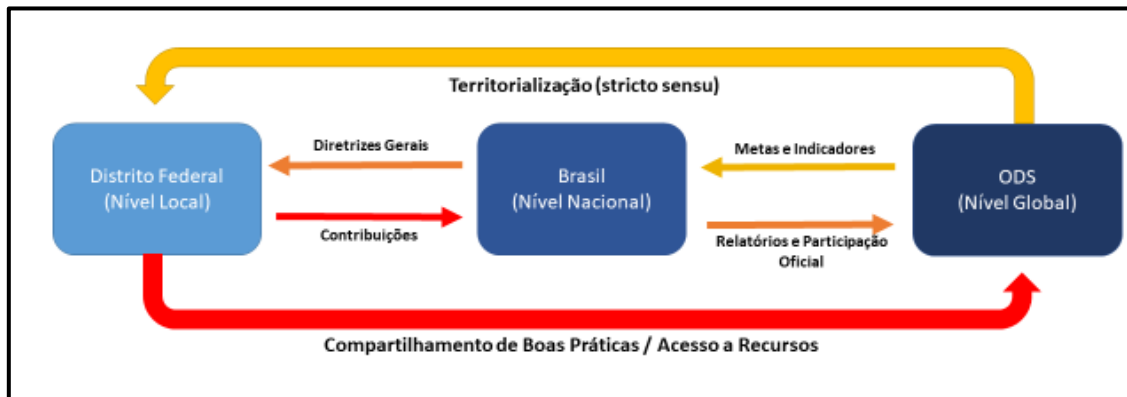 Territorialização (stricto sensu)
Diretrizes Gerais
Metas e Indicadores
Distrito Federal
(Nível Local)
Brasil
(Nível Nacional)
ODS
(Nível Global)
Contribuições
Relatórios e Participação
Oficial
Compartilhamento de Boas Práticas / Acesso a Recursos